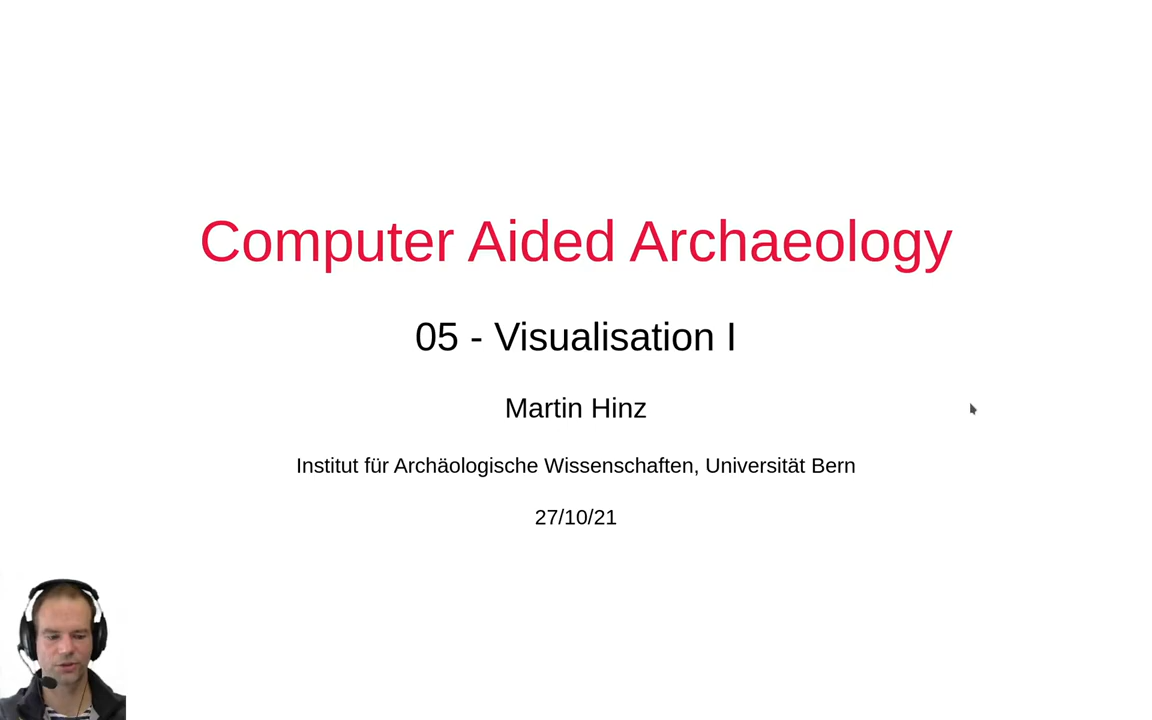 Computer Aided Archaeology
05 - Visualisation I
Martin Hinz
Institut für Archäologische Wissenschaften, Universität Bern
27/10/21